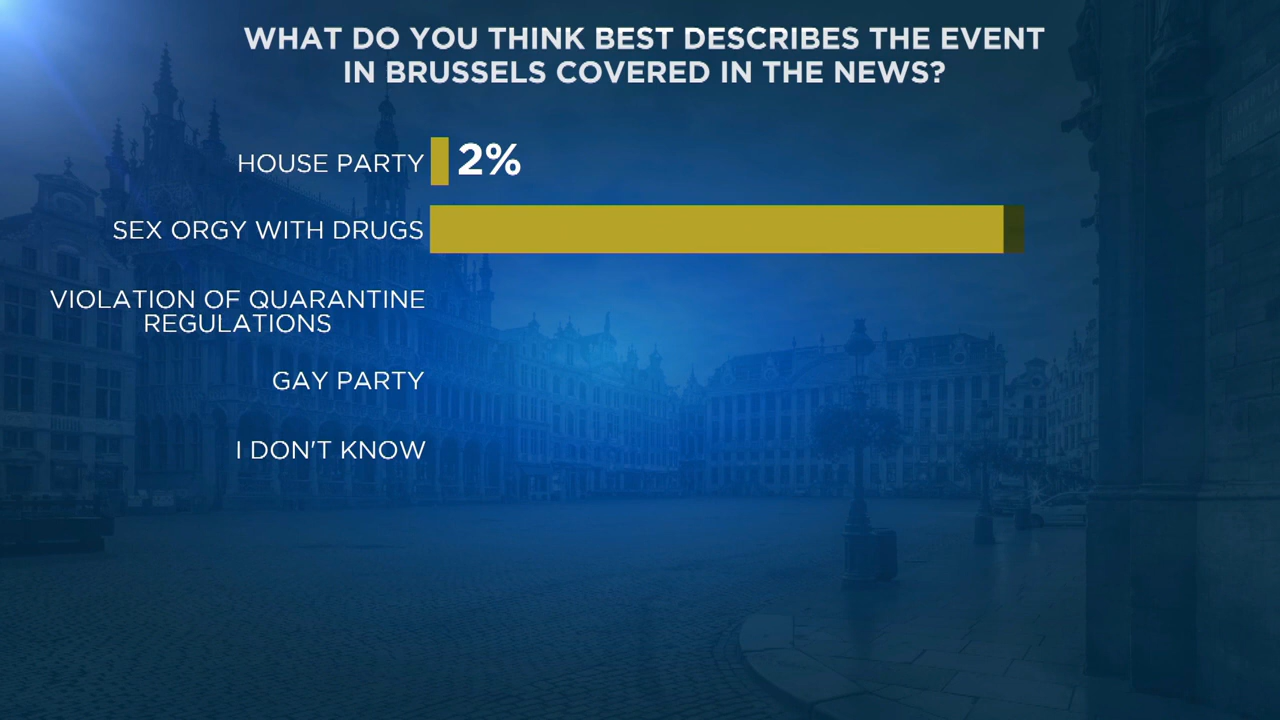 WHAT DO YOU THINK BEST DESCRIBES THE EVENT
IN BRUSSELS COVERED IN THE NEWS?
HOUSE PARTY 2%
SEX ORGY WITH DRUGS
VIOLATION OF QUARANTINE
REGULATIONS
GAY PARTY
I DON'T KNOW